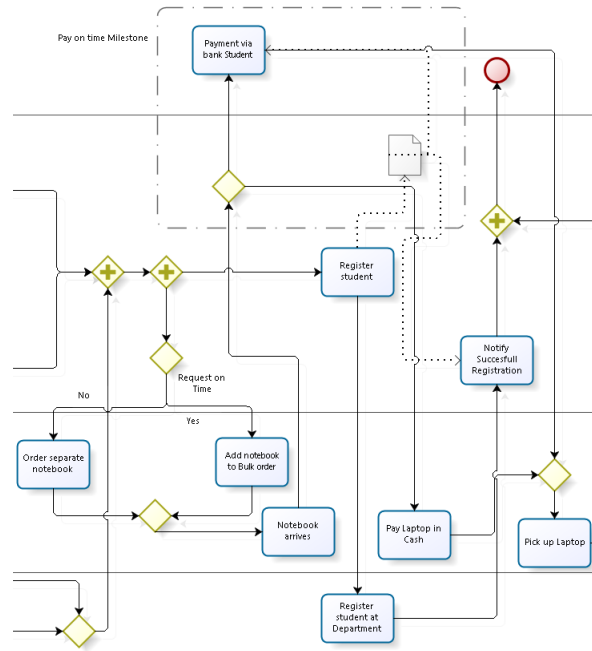 Pay on time Milestone
Payment via
bank Student
Register
student
Notify
Succesfull
Registration
Request on
Time
No
Yes
Order separate
notebook
Add notebook
to Bulk order
Notebook
arrives
Pay Laptop in
Cash
Pick up Laptop
Register
student at
Department